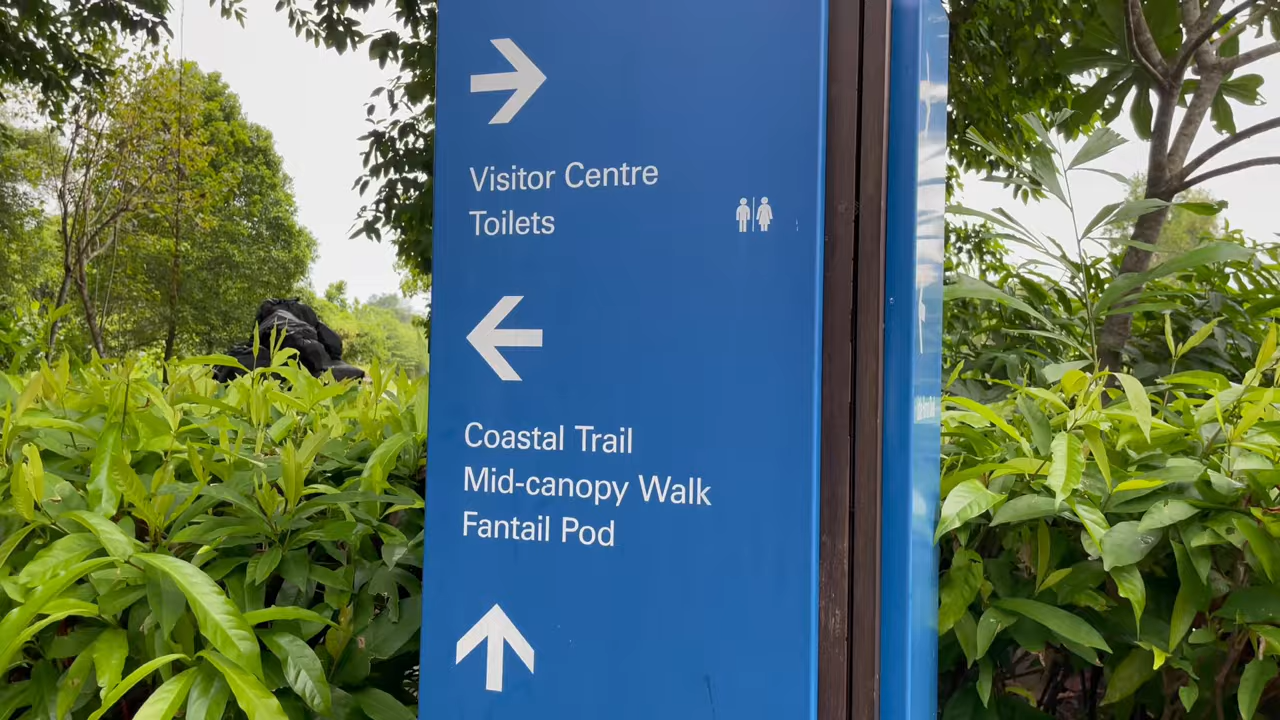 Visitor Centre
Toilets
Coastal Trail
Mid-canopy Walk
Fantail Pod